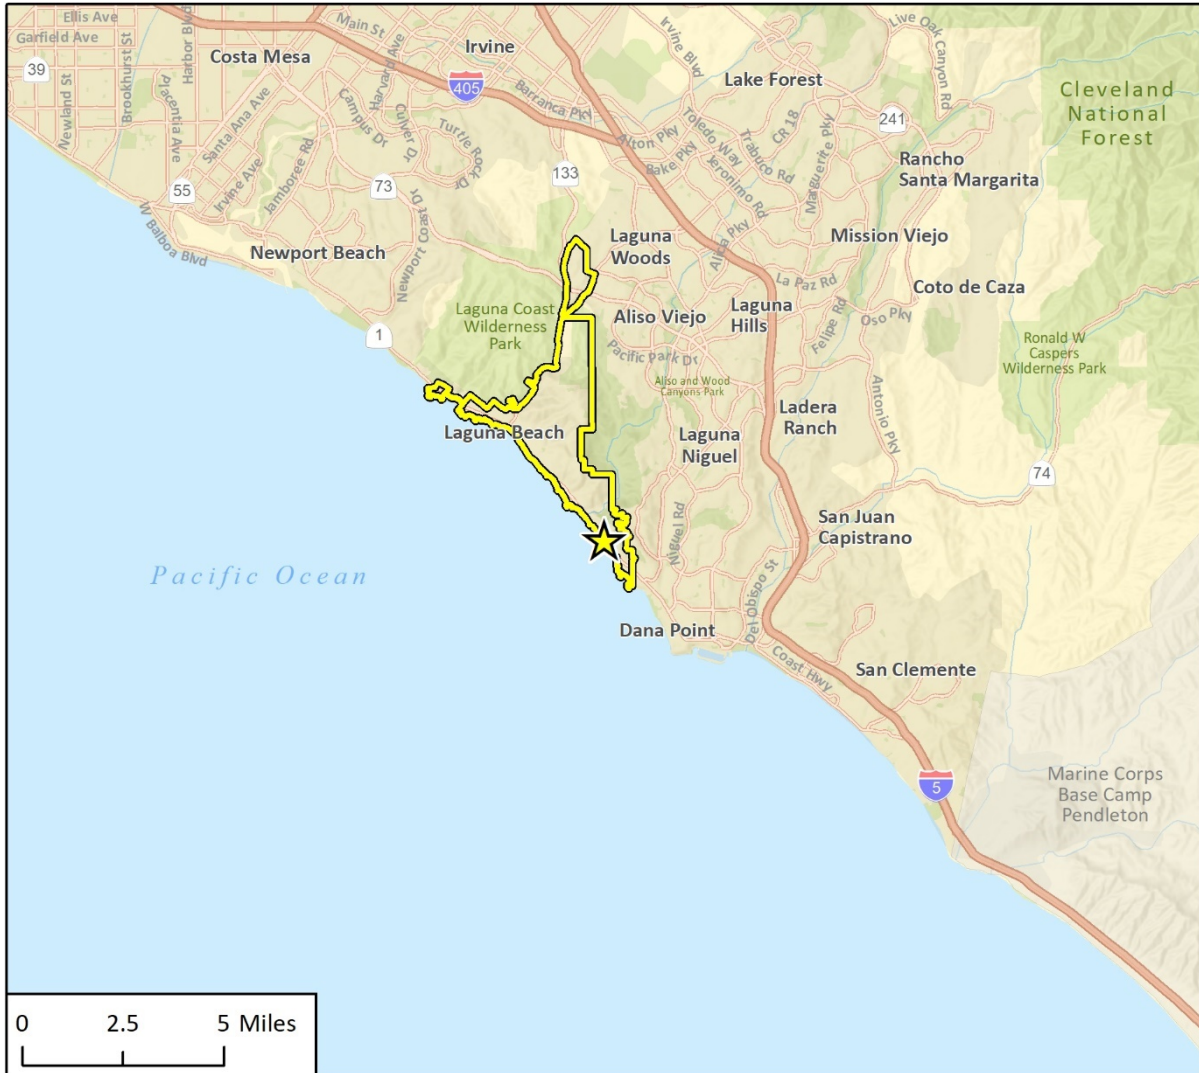 Ellis Ave
Garfield Ave
39
Newland St
Brookhurst St
Harbor Blvd
Placentia Ave
Costa Mesa
Main St
Harvard Ave
Irvine
405
Barranca Pky
Irvine Blvd
Live Oak Canyon Rd
Lake Forest
Cleveland
National
Forest
Santa Ana Ave
Campus Dr
Culver Dr
Turtle Rock Dr
Alton Pky
Bake Pky
Toledo Way
Jeronimo Rd
Trabuco Rd
CR 18
Marguerite Pky
241
Rancho
Santa Margarita
55
Irvine Ave
Jamboree Rd
73
133
W Balboa Blvd
Newport Beach
Newport Coast Dr
Laguna
Woods
Alicia Pky
Mission Viejo
La Paz Rd
Coto de Caza
Laguna Coast
Wilderness
Park
Aliso Viejo
Laguna
Hills
Felipe Rd
Oso Pky
1
Pacific Park Dr
Ronald W
Caspers
Wilderness Park
Aliso and Wood
Canyons Park
Antonio Pky
Ladera
Ranch
Laguna Beach
Laguna
Niguel
74
San Juan
Capistrano
Niguel Rd
Pacific Ocean
Del Obispo St
Dana Point
Coast Hwy
San Clemente
5
Marine Corps
Base Camp
Pendleton
0 2.5 5 Miles